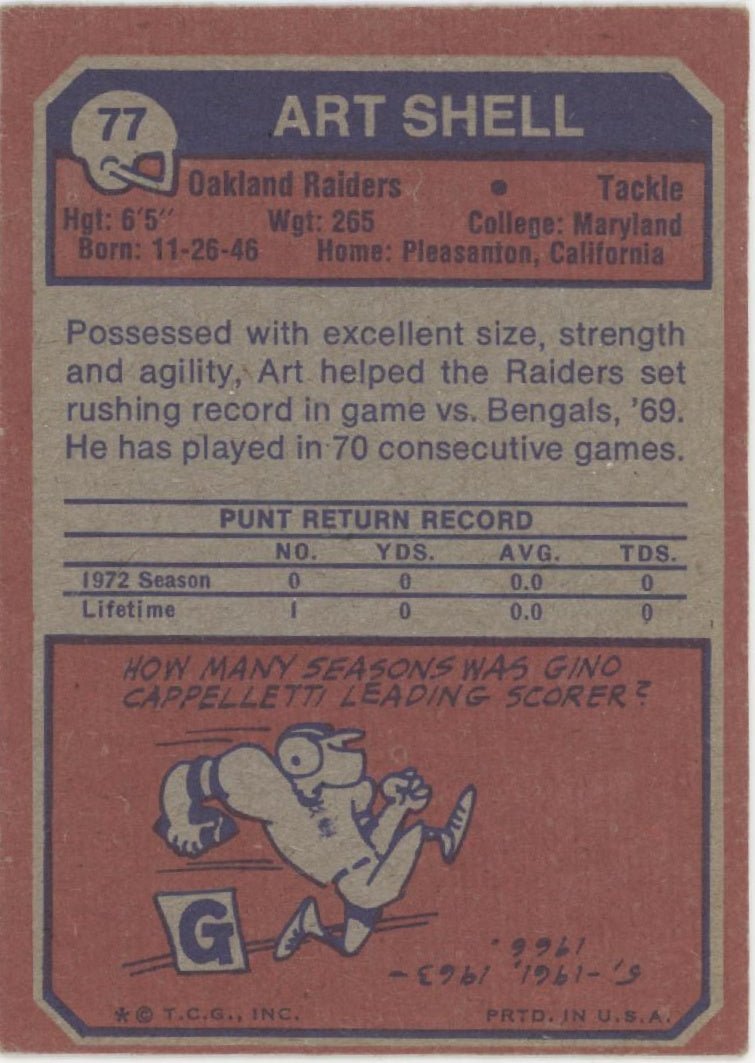 77
ART SHELL
Oakland Raiders • Tackle
Hgt: 6'5" Wgt: 265 College: Maryland
Born: 11-26-46 Home: Pleasanton, California
Possessed with excellent size, strength
and agility, Art helped the Raiders set
rushing record in game vs. Bengals, '69.
He has played in 70 consecutive games.
PUNT RETURN RECORD
NO. YDS. AVG. TDS.
1972 Season 0 0 0.0 0
Lifetime 1 0 0.0 0
HOW MANY SEASONS WAS GINO
CAPPELLETTI LEADING SCORER?
G
5, -1961, 1963-
1966.
* © T.C.G., INC. PRTD. IN U.S.A.